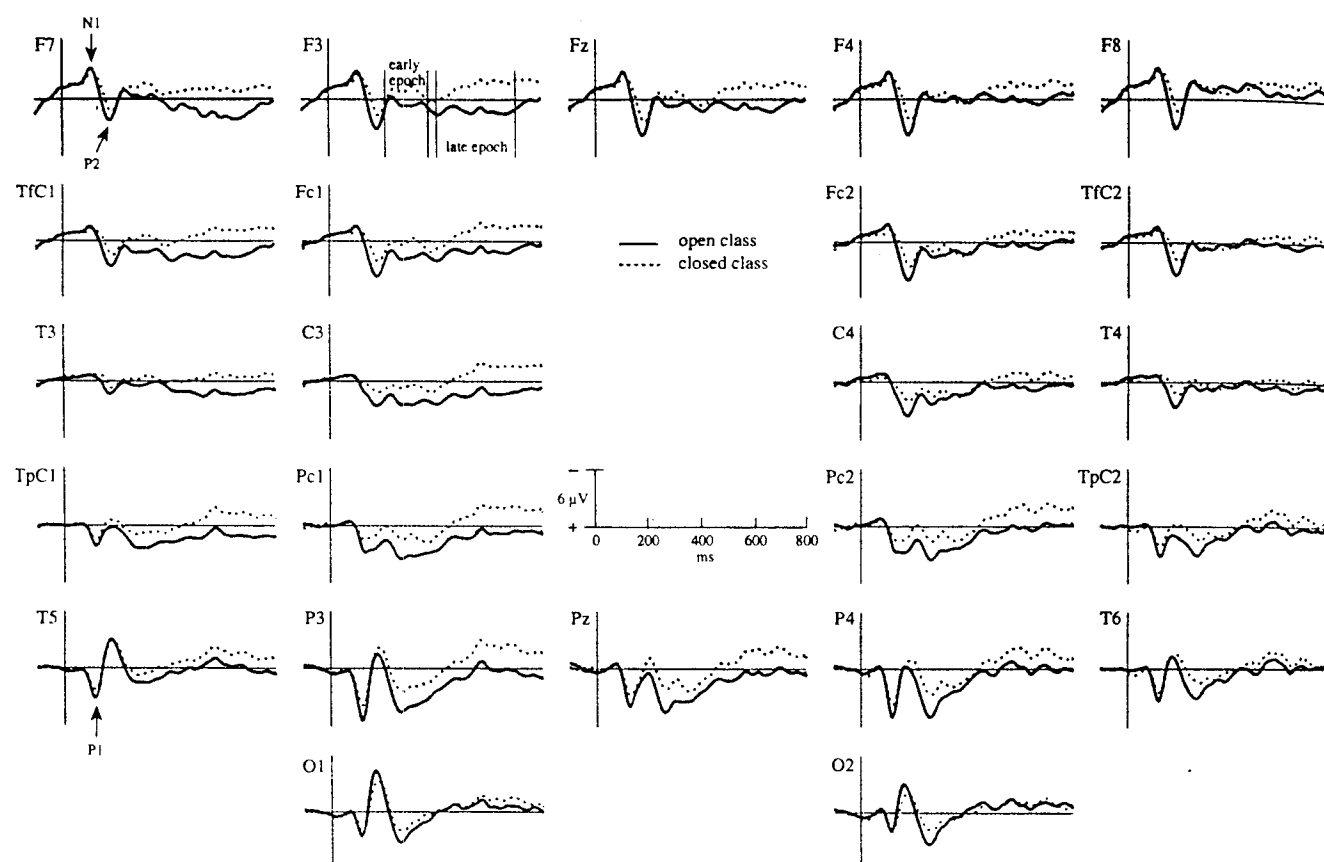 N1
F7
F3
early
epoch
Fz
F4
F8
P2
late epoch
TfC1
Fc1
open class
closed class
Fc2
TfC2
T3
C3
C4
T4
TpC1
Pc1
−
6 µV
+
0 200 400 600 800
ms
Pc2
TpC2
T5
P3
Pz
P4
T6
P1
O1
O2